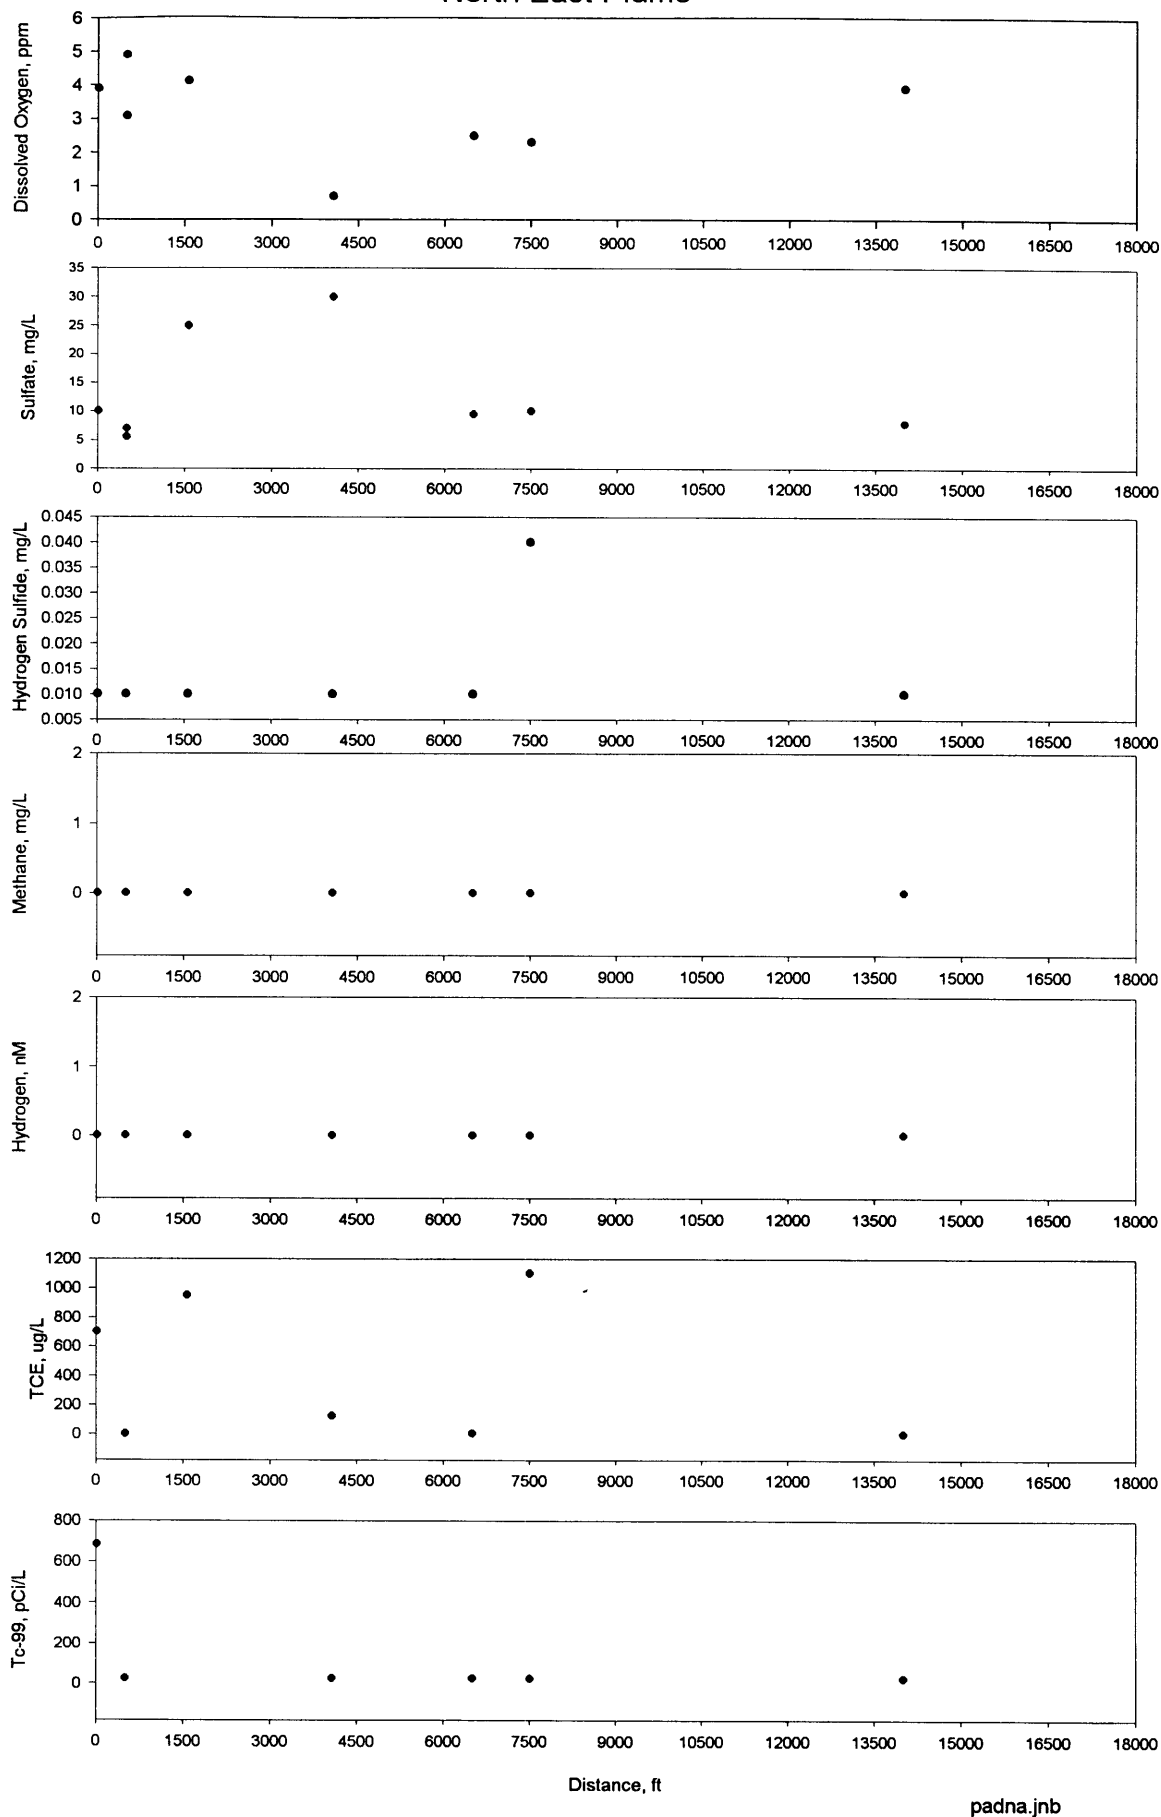 North East Plume
Dissolved Oxygen, ppm
6
5
4
3
2
1
0
0 1500 3000 4500 6000 7500 9000 10500 12000 13500 15000 16500 18000
Sulfate, mg/L
35
30
25
20
15
10
5
0
0 1500 3000 4500 6000 7500 9000 10500 12000 13500 15000 16500 18000
Hydrogen Sulfide, mg/L
0.045
0.040
0.035
0.030
0.025
0.020
0.015
0.010
0.005
0 1500 3000 4500 6000 7500 9000 10500 12000 13500 15000 16500 18000
Methane, mg/L
2
1
0
0 1500 3000 4500 6000 7500 9000 10500 12000 13500 15000 16500 18000
Hydrogen, nM
2
1
0
0 1500 3000 4500 6000 7500 9000 10500 12000 13500 15000 16500 18000
TCE, ug/L
1200
1000
800
600
400
200
0
0 1500 3000 4500 6000 7500 9000 10500 12000 13500 15000 16500 18000
Tc-99, pCi/L
800
600
400
200
0
0 1500 3000 4500 6000 7500 9000 10500 12000 13500 15000 16500 18000
Distance, ft
padna.jnb